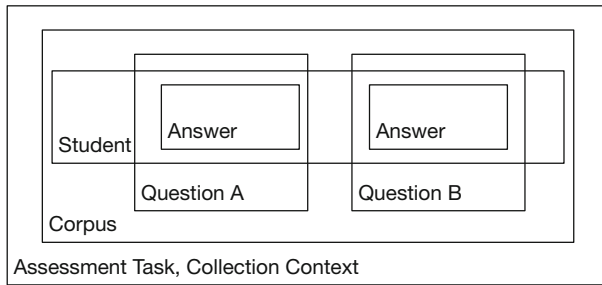 Answer
Answer
Student
Question A
Question B
Corpus
Assessment Task, Collection Context